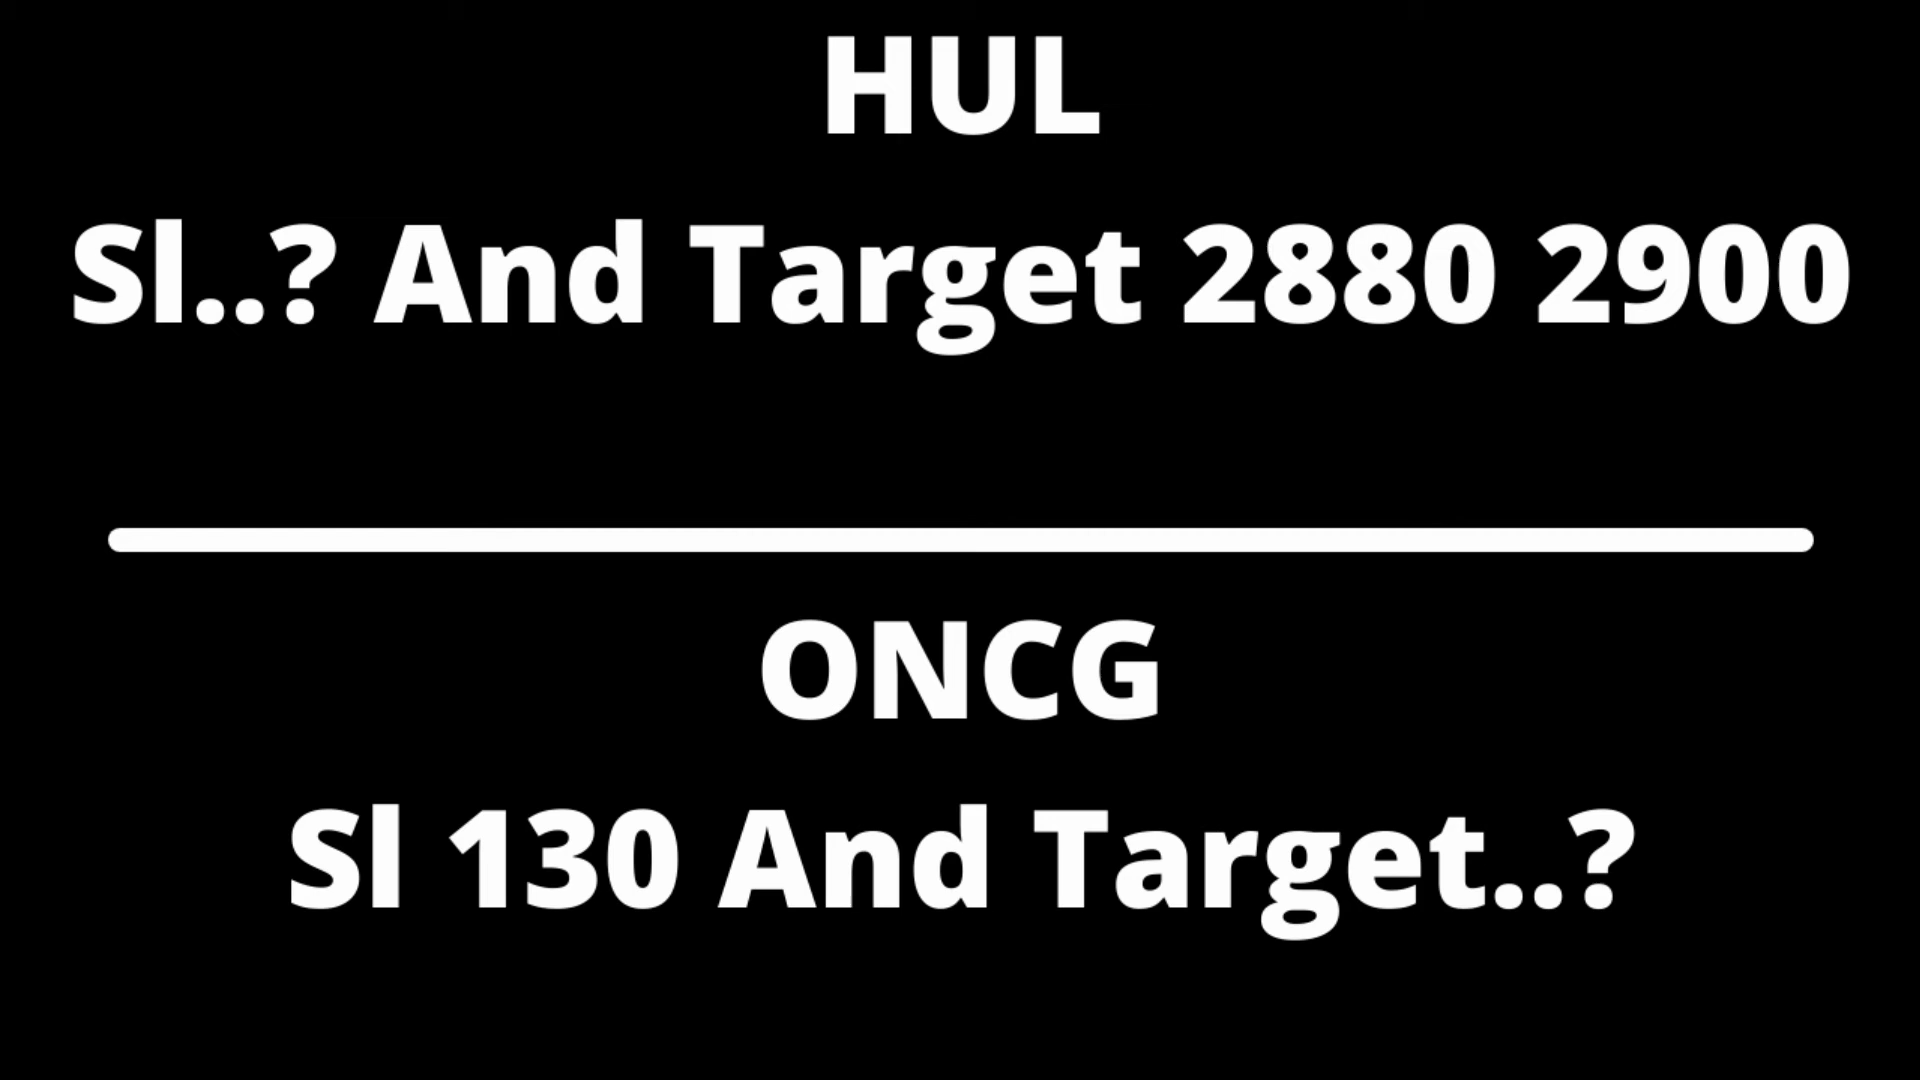 HUL
Sl..? And Target 2880 2900
ONCG
Sl 130 And Target..?